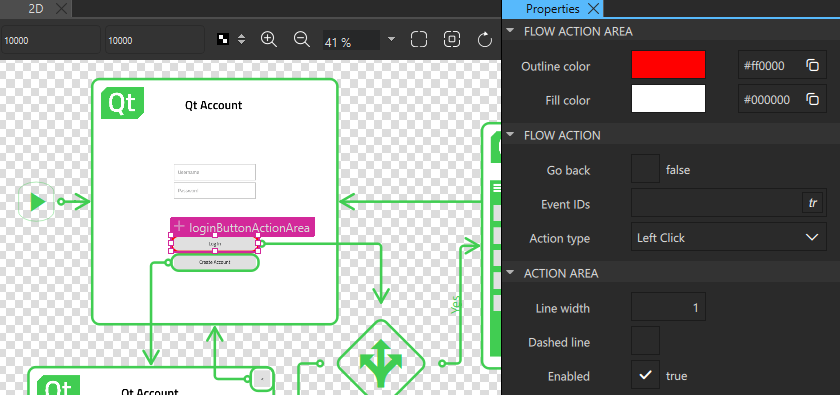 2D
Properties
10000
10000
41 %
FLOW ACTION AREA
Outline color
#ff0000
Fill color
#000000
FLOW ACTION
Go back
false
Event IDs
tr
Action type
Left Click
ACTION AREA
Line width
1
Dashed line
Enabled
true
Qt
Qt Account
Username
Password
loginButtonActionArea
Log In
Create Account
Yes
Qt
Qt Account